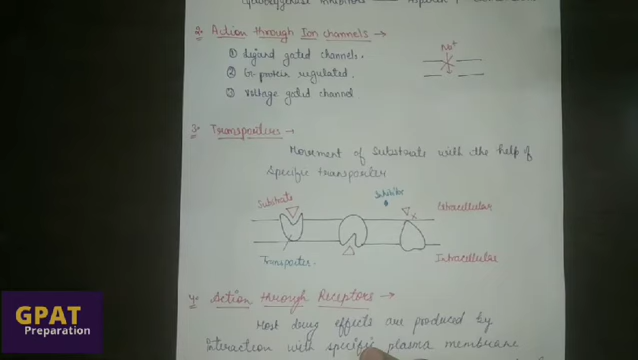 2. Action through Ion channels →
Na+
① Ligand gated channels.
② G-protein regulated.
③ Voltage gated channel
3. Transporters →
Movement of Substrate with the help of
Specific transporter
Substrate
Inhibitor
Extracellular
Transporter.
Intracellular
4. Action through Receptors →
Most drug effects are produced by
interaction with specific plasma membrane
GPAT
Preparation